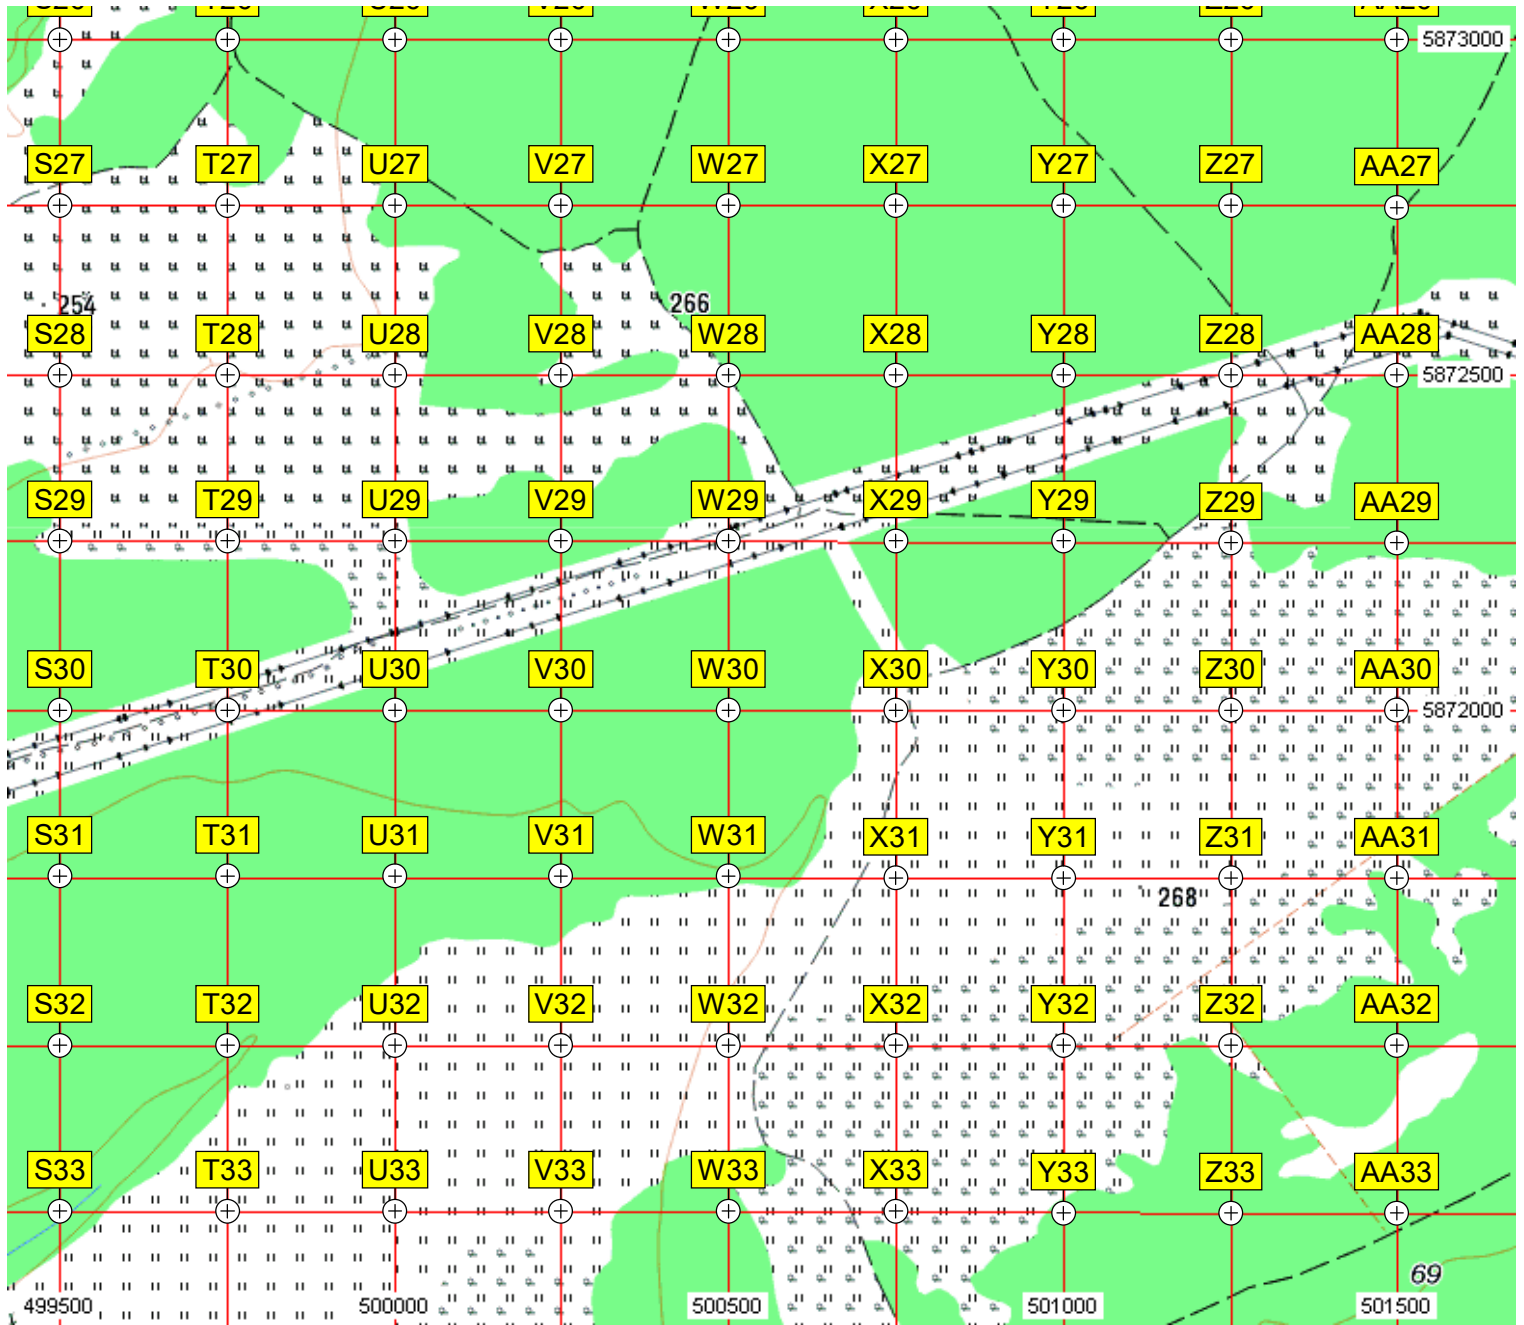 5873000
S27 T27 U27 V27 W27 X27 Y27 Z27 AA27
254 266
S28 T28 U28 V28 W28 X28 Y28 Z28 AA28
5872500
S29 T29 U29 V29 W29 X29 Y29 Z29 AA29
S30 T30 U30 V30 W30 X30 Y30 Z30 AA30
5872000
S31 T31 U31 V31 W31 X31 Y31 Z31 AA31
268
S32 T32 U32 V32 W32 X32 Y32 Z32 AA32
S33 T33 U33 V33 W33 X33 Y33 Z33 AA33
69
499500 500000 500500 501000 501500